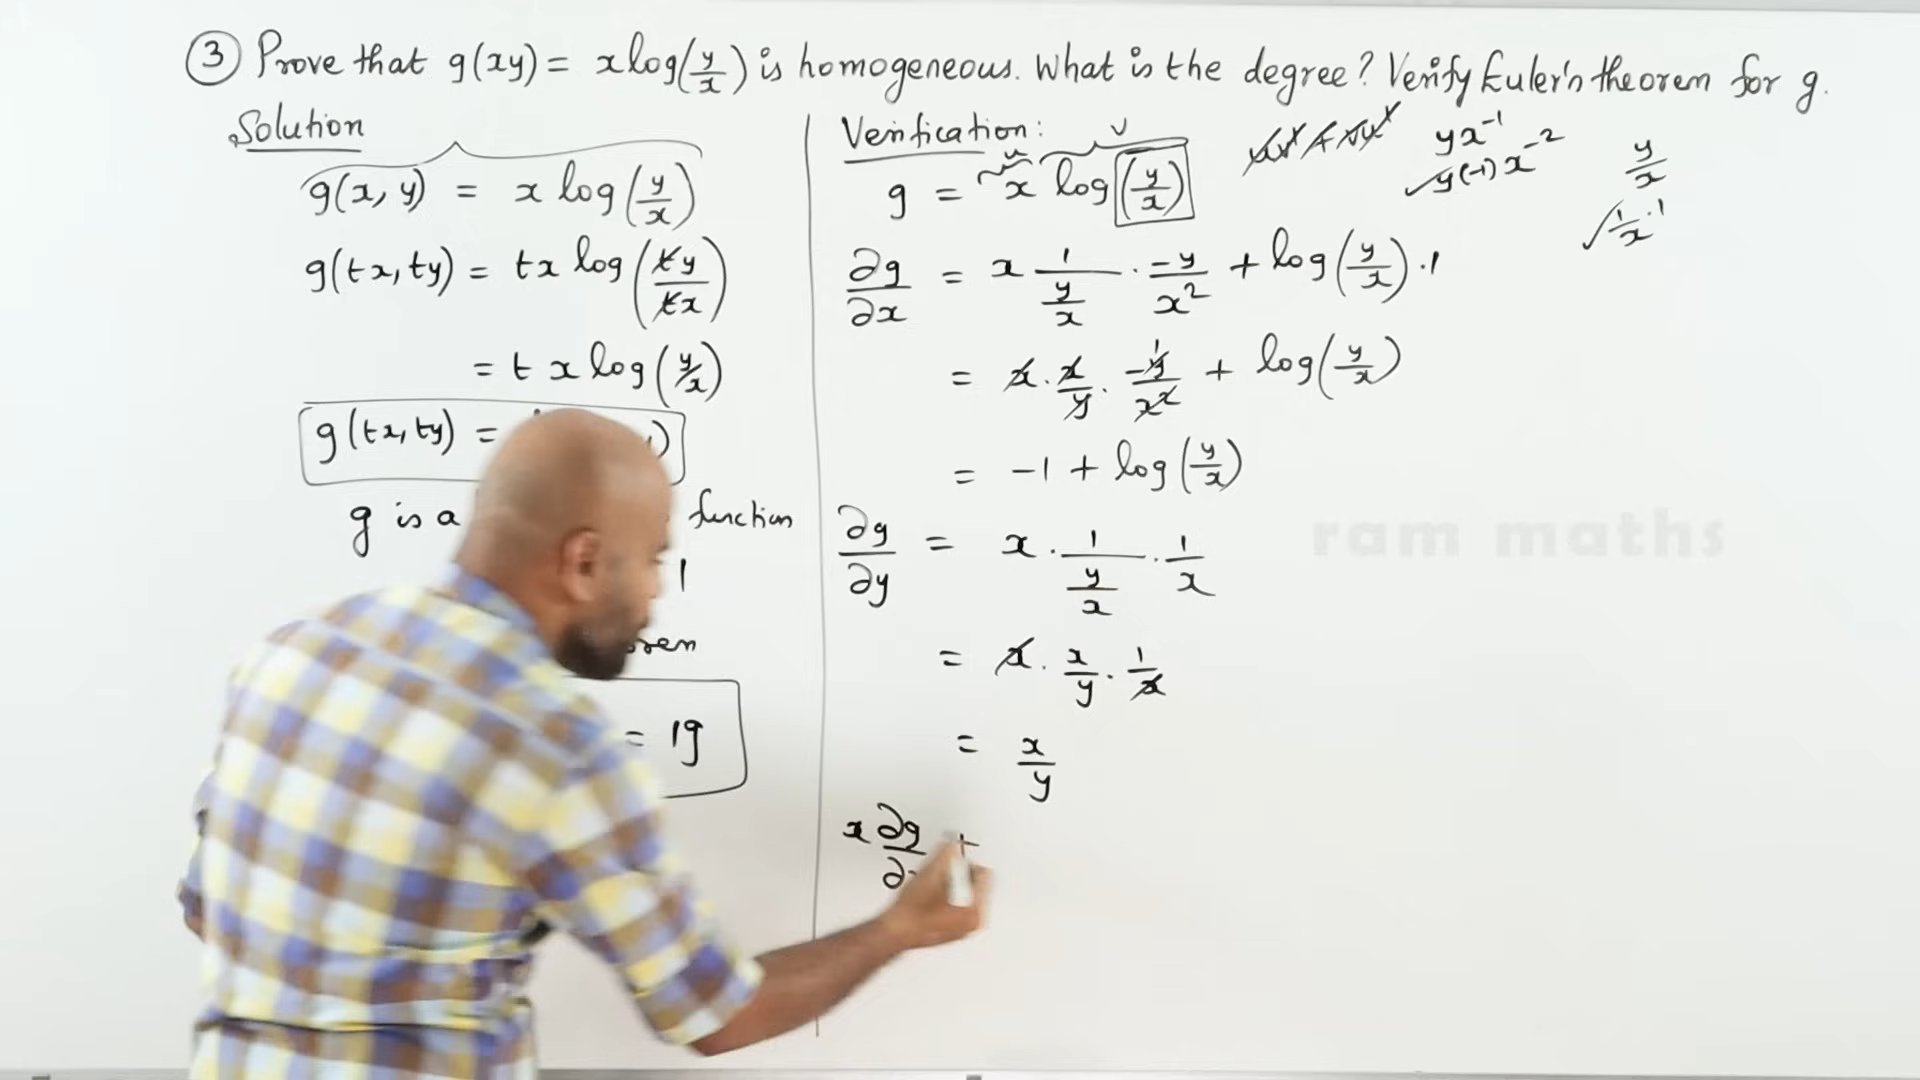 ③ Prove that g(xy) = x log(y/x) is homogeneous. What is the degree? Verify Euler's theorem for g.
Solution
g(x, y) = x log(y/x)
g(tx, ty) = tx log(ty/tx)
= t x log(y/x)
g(tx, ty) =
g is a function
1
= 1g
Verification:
u v
g = x log(y/x)
∂g/∂x = x 1/(y/x) · -y/x² + log(y/x) · 1
= x · x/y · -y/x² + log(y/x)
= -1 + log(y/x)
∂g/∂y = x · 1/(y/x) · 1/x
= x · x/y · 1/x
= x/y
x ∂g/∂ +
yx⁻¹
y(-1)x⁻²
y/x
1/x · 1
ram maths